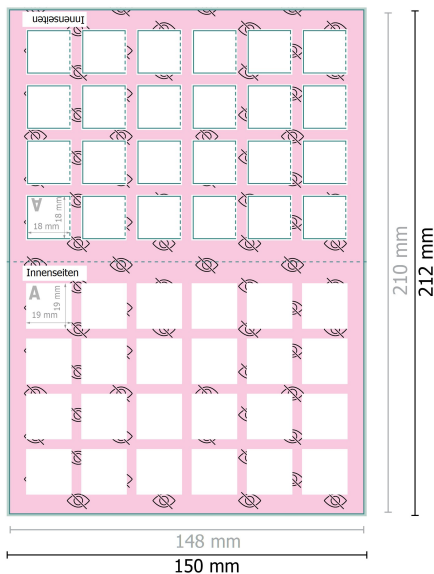 Innenseiten
A
18 mm
18 mm
Innenseiten
A
19 mm
19 mm
210 mm
212 mm
148 mm
150 mm